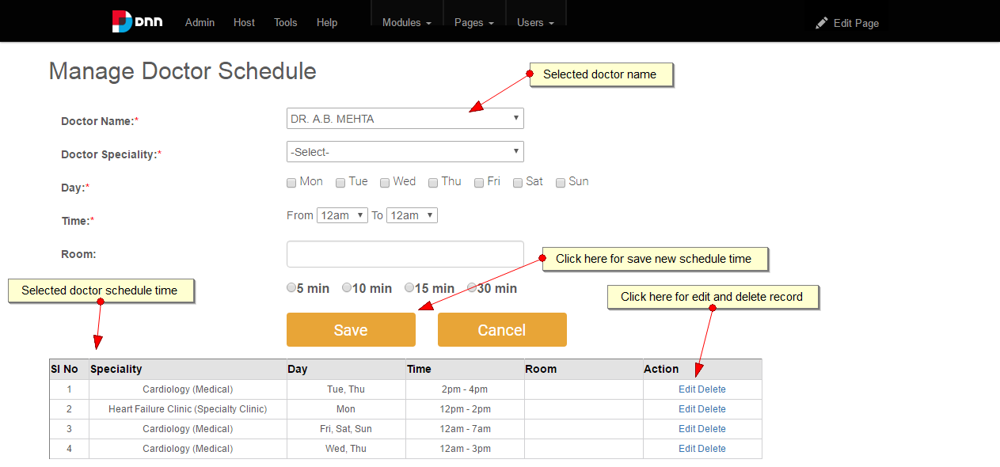 DNN Admin Host Tools Help Modules Pages Users Edit Page
Manage Doctor Schedule
Selected doctor name
Doctor Name:* DR. A.B. MEHTA
Doctor Speciality:* -Select-
Day:* Mon Tue Wed Thu Fri Sat Sun
Time:* From 12am To 12am
Room:
Click here for save new schedule time
Selected doctor schedule time
5 min 10 min 15 min 30 min
Click here for edit and delete record
Save Cancel
Sl No Speciality Day Time Room Action
1 Cardiology (Medical) Tue, Thu 2pm - 4pm Edit Delete
2 Heart Failure Clinic (Specialty Clinic) Mon 12pm - 2pm Edit Delete
3 Cardiology (Medical) Fri, Sat, Sun 12am - 7am Edit Delete
4 Cardiology (Medical) Wed, Thu 12am - 3pm Edit Delete